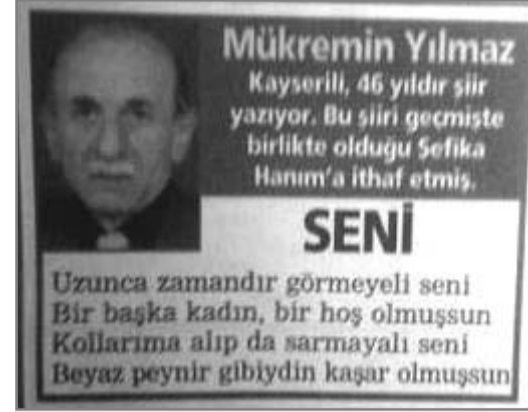 Mükremin Yılmaz
Kayserili, 46 yıldır şiir
yazıyor. Bu şiiri geçmişte
birlikte olduğu Şefika
Hanım'a ithaf etmiş.
SENİ
Uzunca zamandır görmeyeli seni
Bir başka kadın, bir hoş olmuşsun
Kollarıma alıp da sarmayalı seni
Beyaz peynir gibiydin kaşar olmuşsun